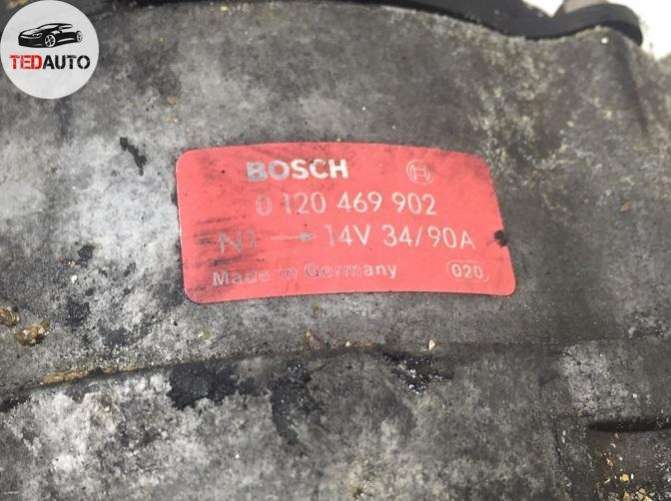 TEDAUTO
BOSCH
0 120 469 902
N1 → 14V 34/90A
Made in Germany 020